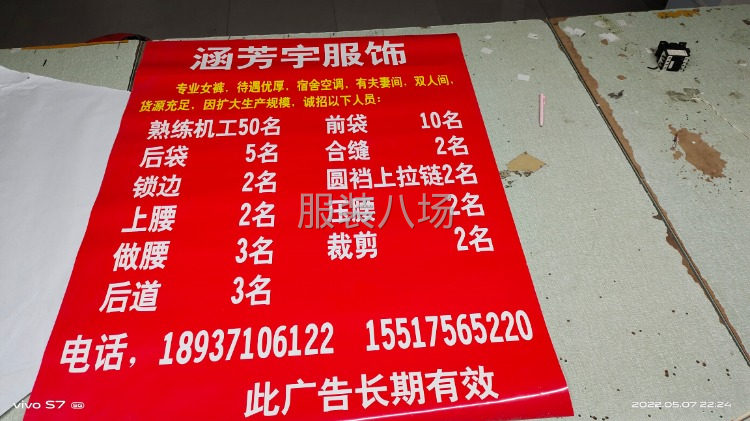 涵芳宇服饰
专业女裤，待遇优厚，宿舍空调，有夫妻间，双人间，
货源充足，因扩大生产规模，诚招以下人员：
熟练机工50名 前袋 10名
后袋 5名 合缝 2名
锁边 2名 圆裆上拉链2名
上腰 2名 压腰 2名
做腰 3名 裁剪 2名
后道 3名
电话，18937106122 15517565220
此广告长期有效
服装八场
vivo S7 5G
2022.05.07 22:24